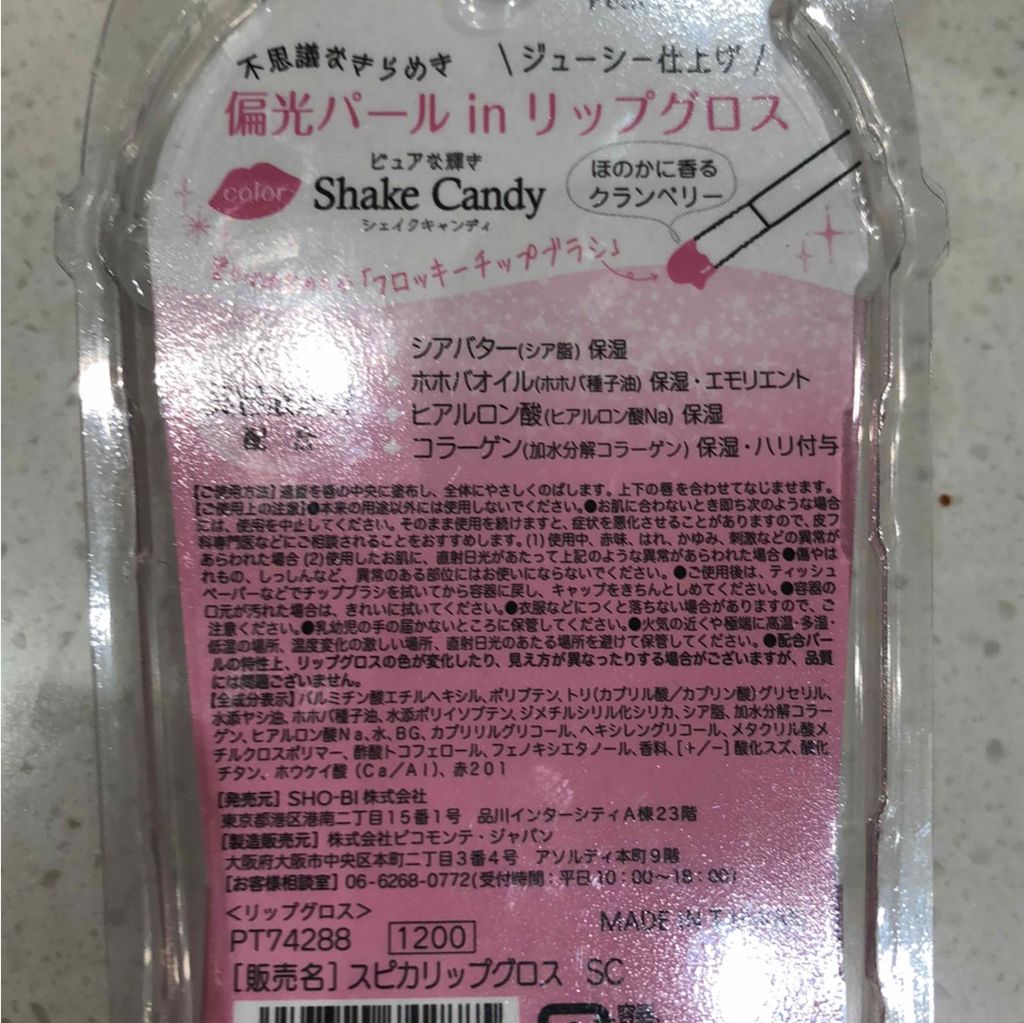 不思議なきらめき
\ジューシー仕上げ/
偏光パール in リップグロス
color
ピュアな輝き
Shake Candy
シェイクキャンディ
ほのかに香る
クランベリー
「フロッキーチップブラシ」
シアバター(シア脂) 保湿
ホホバオイル(ホホバ種子油) 保湿・エモリエント
ヒアルロン酸(ヒアルロン酸Na) 保湿
コラーゲン(加水分解コラーゲン) 保湿・ハリ付与
配合
【ご使用方法】適量を唇の中央に塗布し、全体にやさしくのばします。上下の唇を合わせてなじませます。
【ご使用上の注意】●本来の用途以外には使用しないでください。●お肌に合わないとき即ち次のような場合
には、使用を中止してください。そのまま使用を続けますと、症状を悪化させることがありますので、皮フ
科専門医などにご相談されることをおすすめします。(1)使用中、赤味、はれ、かゆみ、刺激などの異常が
あらわれた場合(2)使用したお肌に、直射日光があたって上記のような異常があらわれた場合●傷やは
れもの、しっしんなど、異常のある部位にはお使いにならないでください。●ご使用後は、ティッシュ
ペーパーなどでチップブラシを拭いてから容器に戻し、キャップをきちんとしめてください。●容器の
口元が汚れた場合は、きれいに拭いてください。●衣服などにつくと落ちない場合がありますので、ご
注意ください。●乳幼児の手の届かないところに保管してください。●火気の近くや極端に高温・多湿・
低温の場所、温度変化の激しい場所、直射日光のあたる場所を避けて保管してください。●配合パー
ルの特性上、リップグロスの色が変化したり、見え方が異なったりする場合がございますが、品質
には問題ございません。
【全成分表示】パルミチン酸エチルヘキシル、ポリブテン、トリ(カプリル酸/カプリン酸)グリセリル、
水添ヤシ油、ホホバ種子油、水添ポリイソブテン、ジメチルシリル化シリカ、シア脂、加水分解コラー
ゲン、ヒアルロン酸Na、水、BG、カプリリルグリコール、ヘキシレングリコール、メタクリル酸メ
チルクロスポリマー、酢酸トコフェロール、フェノキシエタノール、香料、[+/−]酸化スズ、酸化
チタン、ホウケイ酸(Ca/Al)、赤201
[発売元] SHO-BI株式会社
東京都港区港南二丁目15番1号 品川インターシティA棟23階
[製造販売元] 株式会社ピコモンテ・ジャパン
大阪府大阪市中央区本町二丁目3番4号 アソルティ本町9階
[お客様相談室] 06-6268-0772(受付時間:平日10:00~18:00)
<リップグロス>
MADE IN TAIWAN
PT74288 1200
[販売名] スピカリップグロス SC